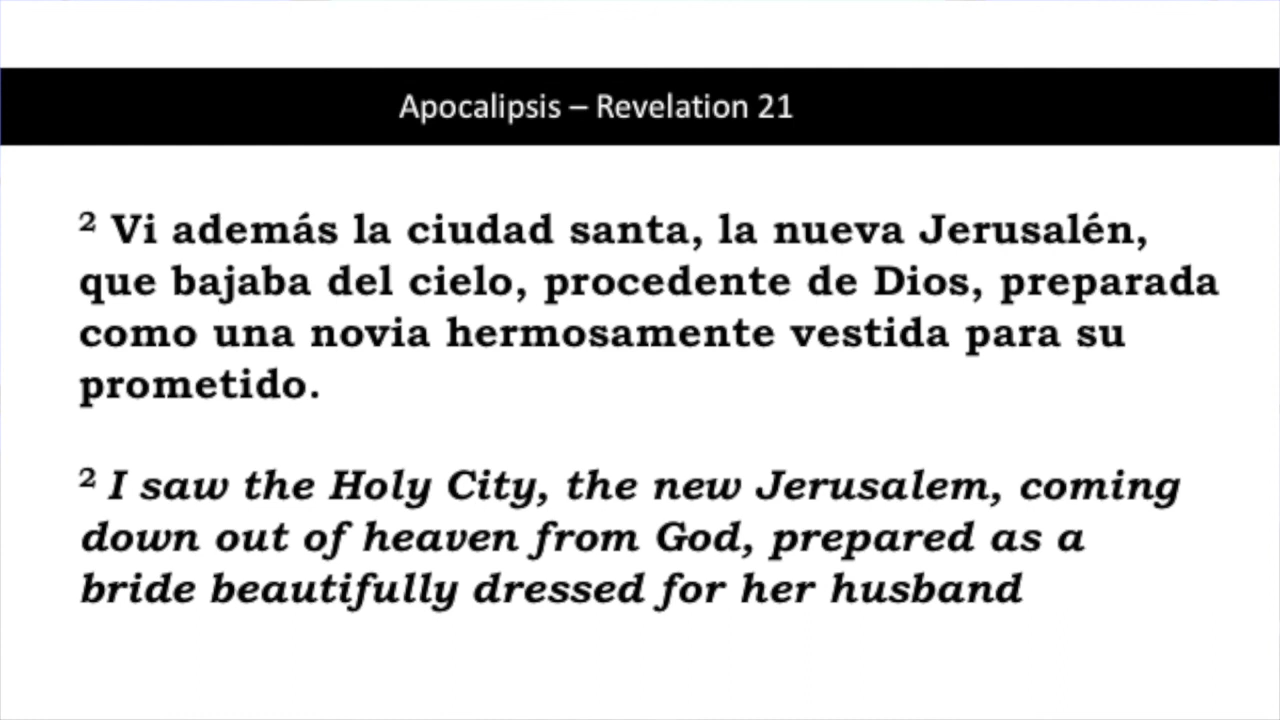 Apocalipsis – Revelation 21
² Vi además la ciudad santa, la nueva Jerusalén,
que bajaba del cielo, procedente de Dios, preparada
como una novia hermosamente vestida para su
prometido.
² I saw the Holy City, the new Jerusalem, coming
down out of heaven from God, prepared as a
bride beautifully dressed for her husband